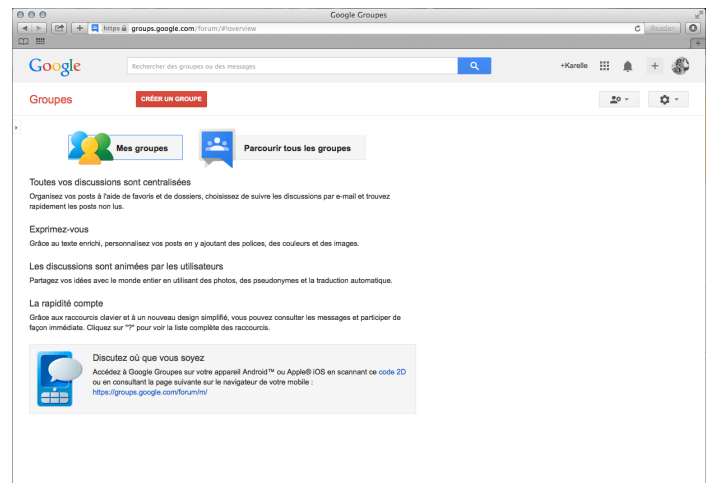 Google Groupes
https groups.google.com/forum/#!overview
Reader
Google
Rechercher des groupes ou des messages
+Karelle
Groupes
CRÉER UN GROUPE
Mes groupes
Parcourir tous les groupes
Toutes vos discussions sont centralisées
Organisez vos posts à l'aide de favoris et de dossiers, choisissez de suivre les discussions par e-mail et trouvez
rapidement les posts non lus.
Exprimez-vous
Grâce au texte enrichi, personnalisez vos posts en y ajoutant des polices, des couleurs et des images.
Les discussions sont animées par les utilisateurs
Partagez vos idées avec le monde entier en utilisant des photos, des pseudonymes et la traduction automatique.
La rapidité compte
Grâce aux raccourcis clavier et à un nouveau design simplifié, vous pouvez consulter les messages et participer de
façon immédiate. Cliquez sur "?" pour voir la liste complète des raccourcis.
Discutez où que vous soyez
Accédez à Google Groupes sur votre appareil Android™ ou Apple® iOS en scannant ce code 2D
ou en consultant la page suivante sur le navigateur de votre mobile :
https://groups.google.com/forum/m/